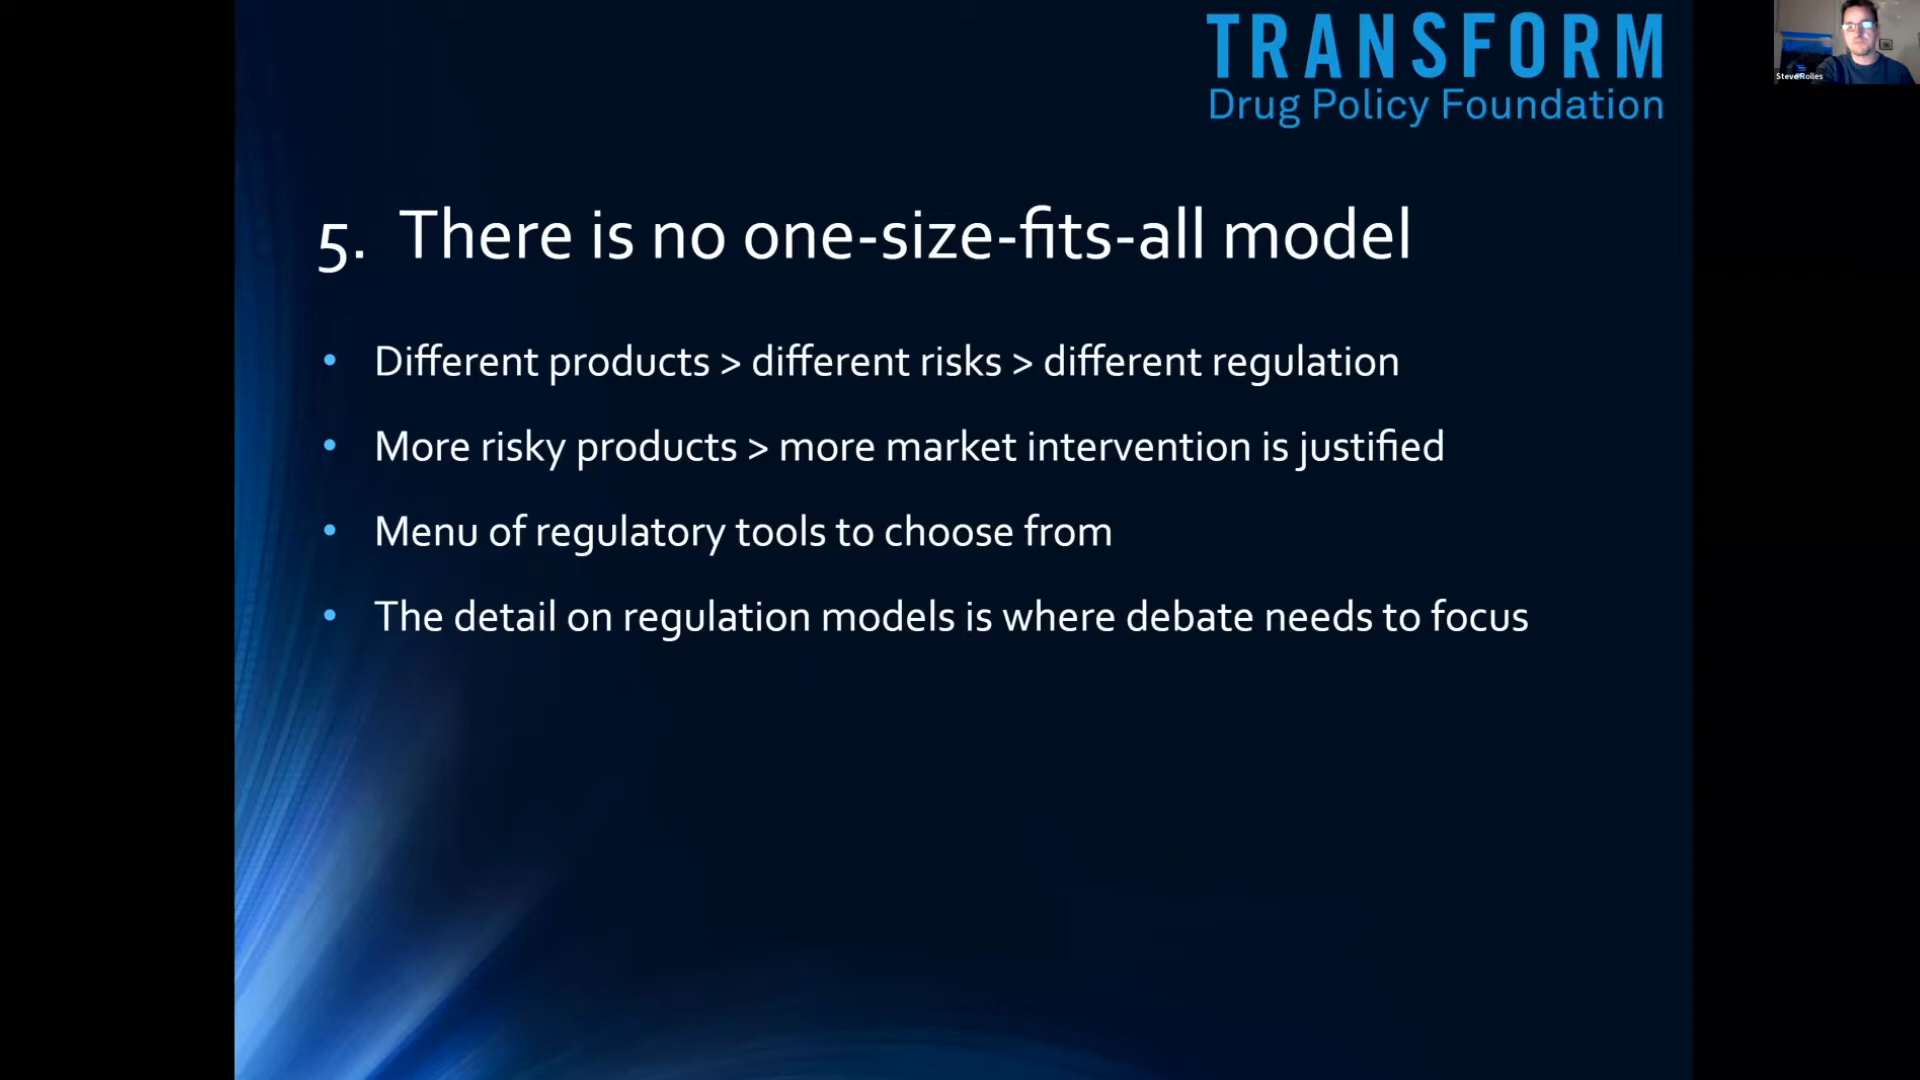 TRANSFORM
Drug Policy Foundation
Steve Rolles
5. There is no one-size-fits-all model
• Different products > different risks > different regulation
• More risky products > more market intervention is justified
• Menu of regulatory tools to choose from
• The detail on regulation models is where debate needs to focus